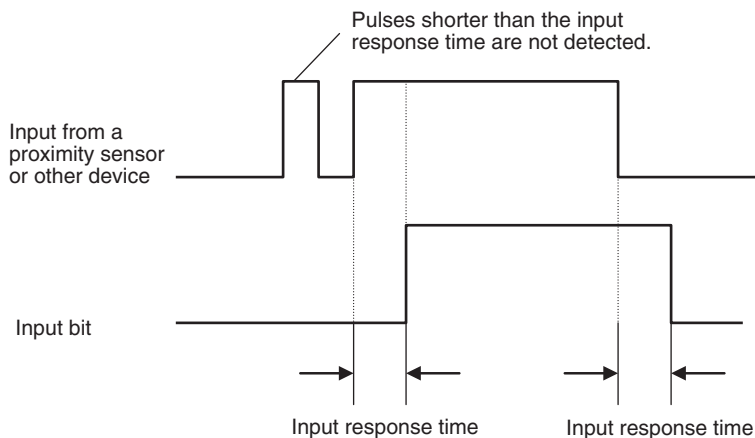 Pulses shorter than the input
response time are not detected.
Input from a
proximity sensor
or other device
Input bit
Input response time
Input response time